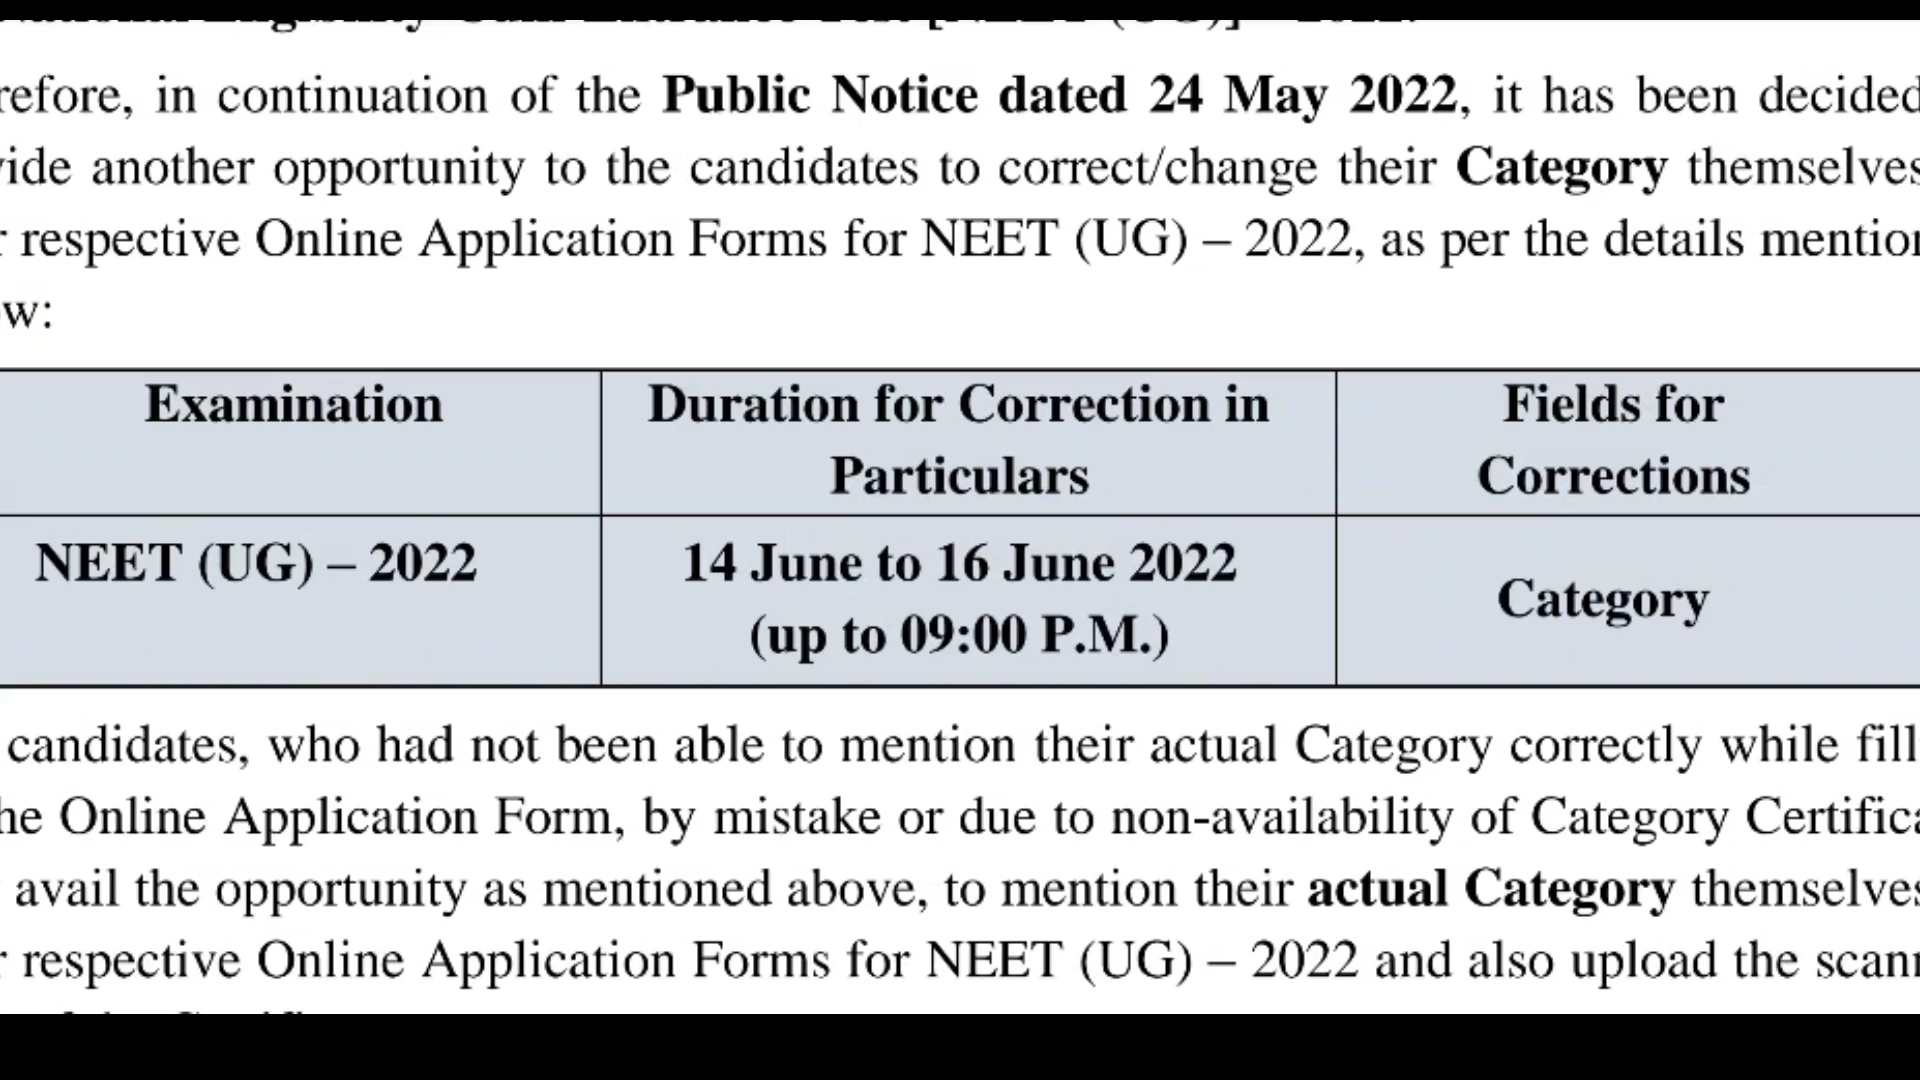 refore, in continuation of the Public Notice dated 24 May 2022, it has been decided
vide another opportunity to the candidates to correct/change their Category themselves
r respective Online Application Forms for NEET (UG) – 2022, as per the details mention
ow:
Examination
Duration for Correction in
Particulars
Fields for
Corrections
NEET (UG) – 2022
14 June to 16 June 2022
(up to 09:00 P.M.)
Category
candidates, who had not been able to mention their actual Category correctly while fill
he Online Application Form, by mistake or due to non-availability of Category Certifica
avail the opportunity as mentioned above, to mention their actual Category themselves
r respective Online Application Forms for NEET (UG) – 2022 and also upload the scann